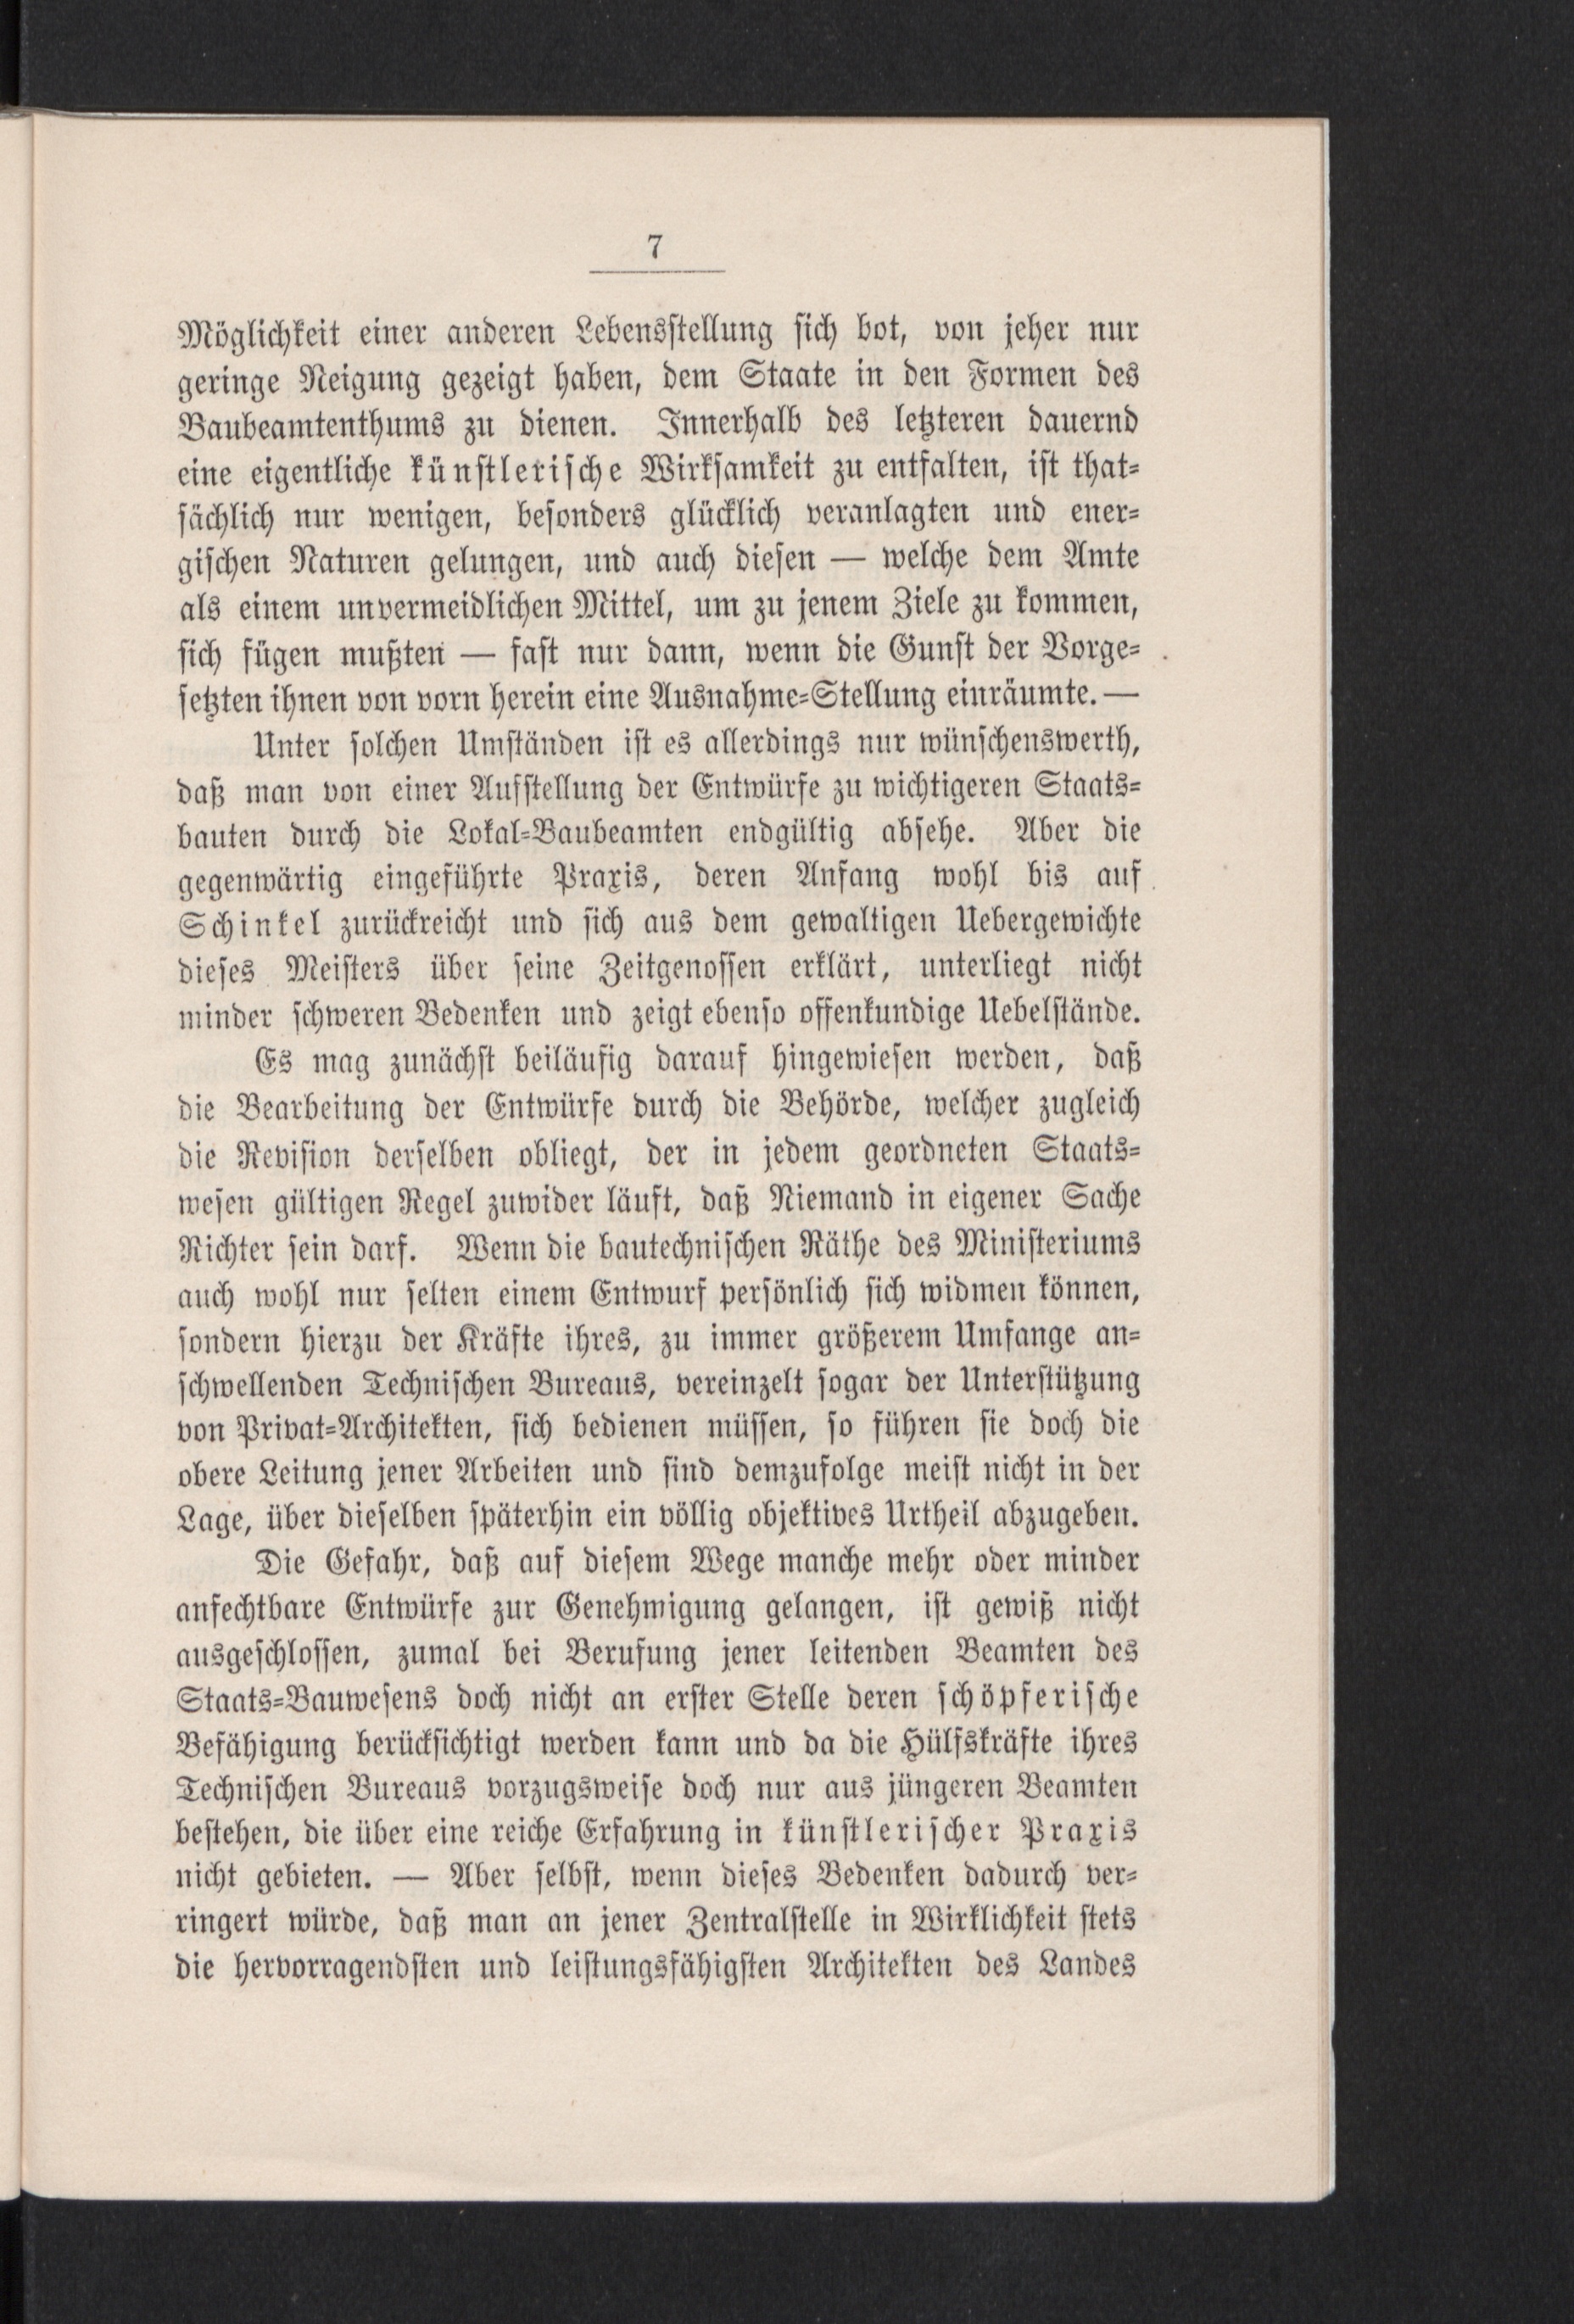 7
Möglichkeit einer anderen Lebensstellung sich bot, von jeher nur
geringe Neigung gezeigt haben, dem Staate in den Formen des
Baubeamtenthums zu dienen. Innerhalb des letzteren dauernd
eine eigentliche künstlerische Wirksamkeit zu entfalten, ist that-
sächlich nur wenigen, besonders glücklich veranlagten und ener-
gischen Naturen gelungen, und auch diesen — welche dem Amte
als einem unvermeidlichen Mittel, um zu jenem Ziele zu kommen,
sich fügen mußten — fast nur dann, wenn die Gunst der Vorge-
setzten ihnen von vorn herein eine Ausnahme-Stellung einräumte. —
Unter solchen Umständen ist es allerdings nur wünschenswerth,
daß man von einer Aufstellung der Entwürfe zu wichtigeren Staats-
bauten durch die Lokal-Baubeamten endgültig absehe. Aber die
gegenwärtig eingeführte Praxis, deren Anfang wohl bis auf
Schinkel zurückreicht und sich aus dem gewaltigen Uebergewichte
dieses Meisters über seine Zeitgenossen erklärt, unterliegt nicht
minder schweren Bedenken und zeigt ebenso offenkundige Uebelstände.
Es mag zunächst beiläufig darauf hingewiesen werden, daß
die Bearbeitung der Entwürfe durch die Behörde, welcher zugleich
die Revision derselben obliegt, der in jedem geordneten Staats-
wesen gültigen Regel zuwider läuft, daß Niemand in eigener Sache
Richter sein darf. Wenn die bautechnischen Räthe des Ministeriums
auch wohl nur selten einem Entwurf persönlich sich widmen können,
sondern hierzu der Kräfte ihres, zu immer größerem Umfange an-
schwellenden Technischen Bureaus, vereinzelt sogar der Unterstützung
von Privat-Architekten, sich bedienen müssen, so führen sie doch die
obere Leitung jener Arbeiten und sind demzufolge meist nicht in der
Lage, über dieselben späterhin ein völlig objektives Urtheil abzugeben.
Die Gefahr, daß auf diesem Wege manche mehr oder minder
anfechtbare Entwürfe zur Genehmigung gelangen, ist gewiß nicht
ausgeschlossen, zumal bei Berufung jener leitenden Beamten des
Staats-Bauwesens doch nicht an erster Stelle deren schöpferische
Befähigung berücksichtigt werden kann und da die Hülfskräfte ihres
Technischen Bureaus vorzugsweise doch nur aus jüngeren Beamten
bestehen, die über eine reiche Erfahrung in künstlerischer Praxis
nicht gebieten. — Aber selbst, wenn dieses Bedenken dadurch ver-
ringert würde, daß man an jener Zentralstelle in Wirklichkeit stets
die hervorragendsten und leistungsfähigsten Architekten des Landes